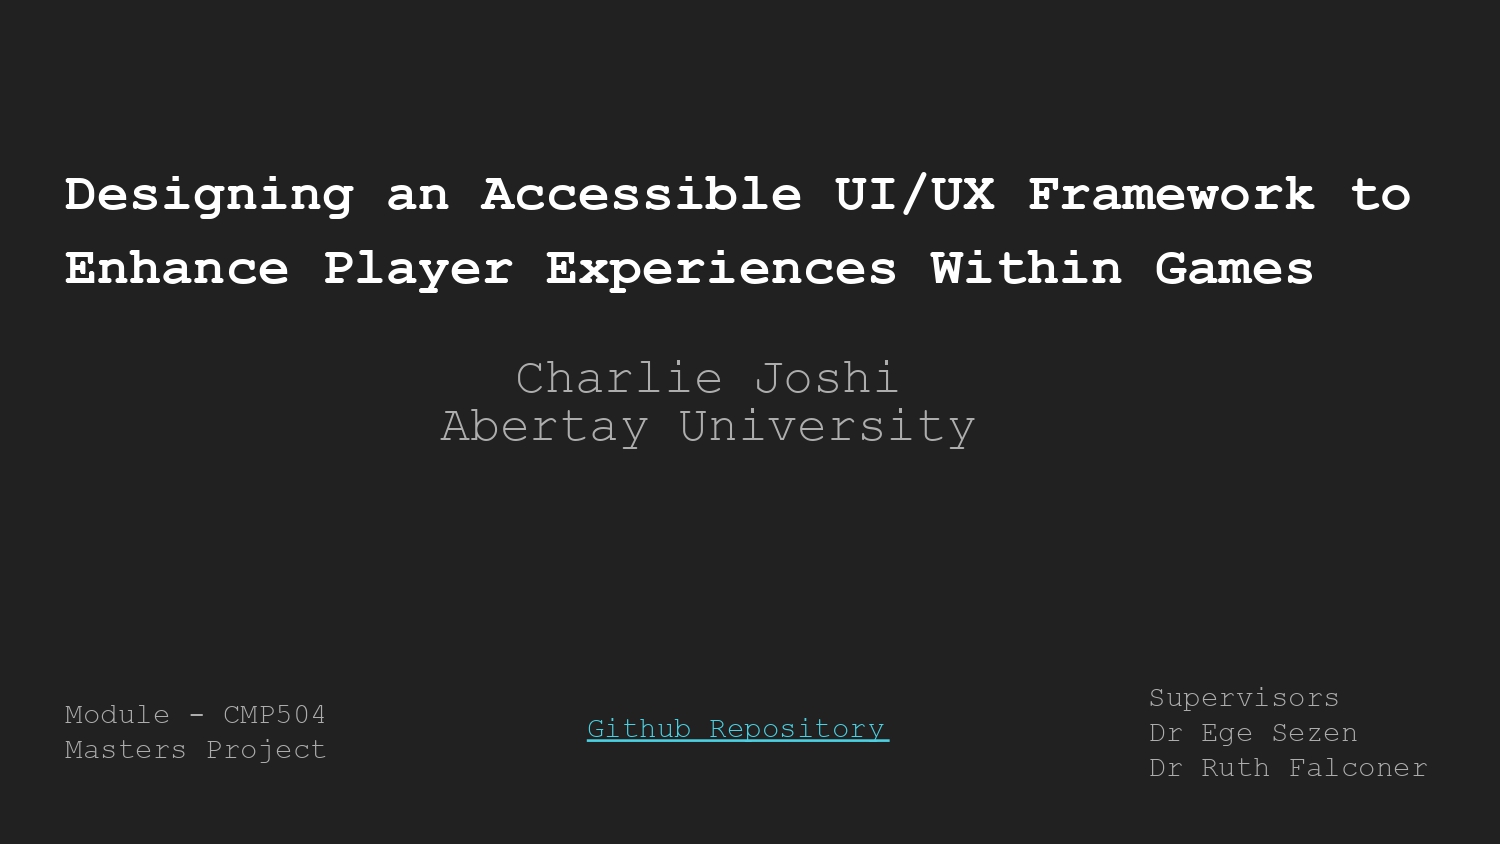 Designing an Accessible UI/UX Framework to
Enhance Player Experiences Within Games
Charlie Joshi
Abertay University
Module - CMP504
Masters Project
Github Repository
Supervisors
Dr Ege Sezen
Dr Ruth Falconer